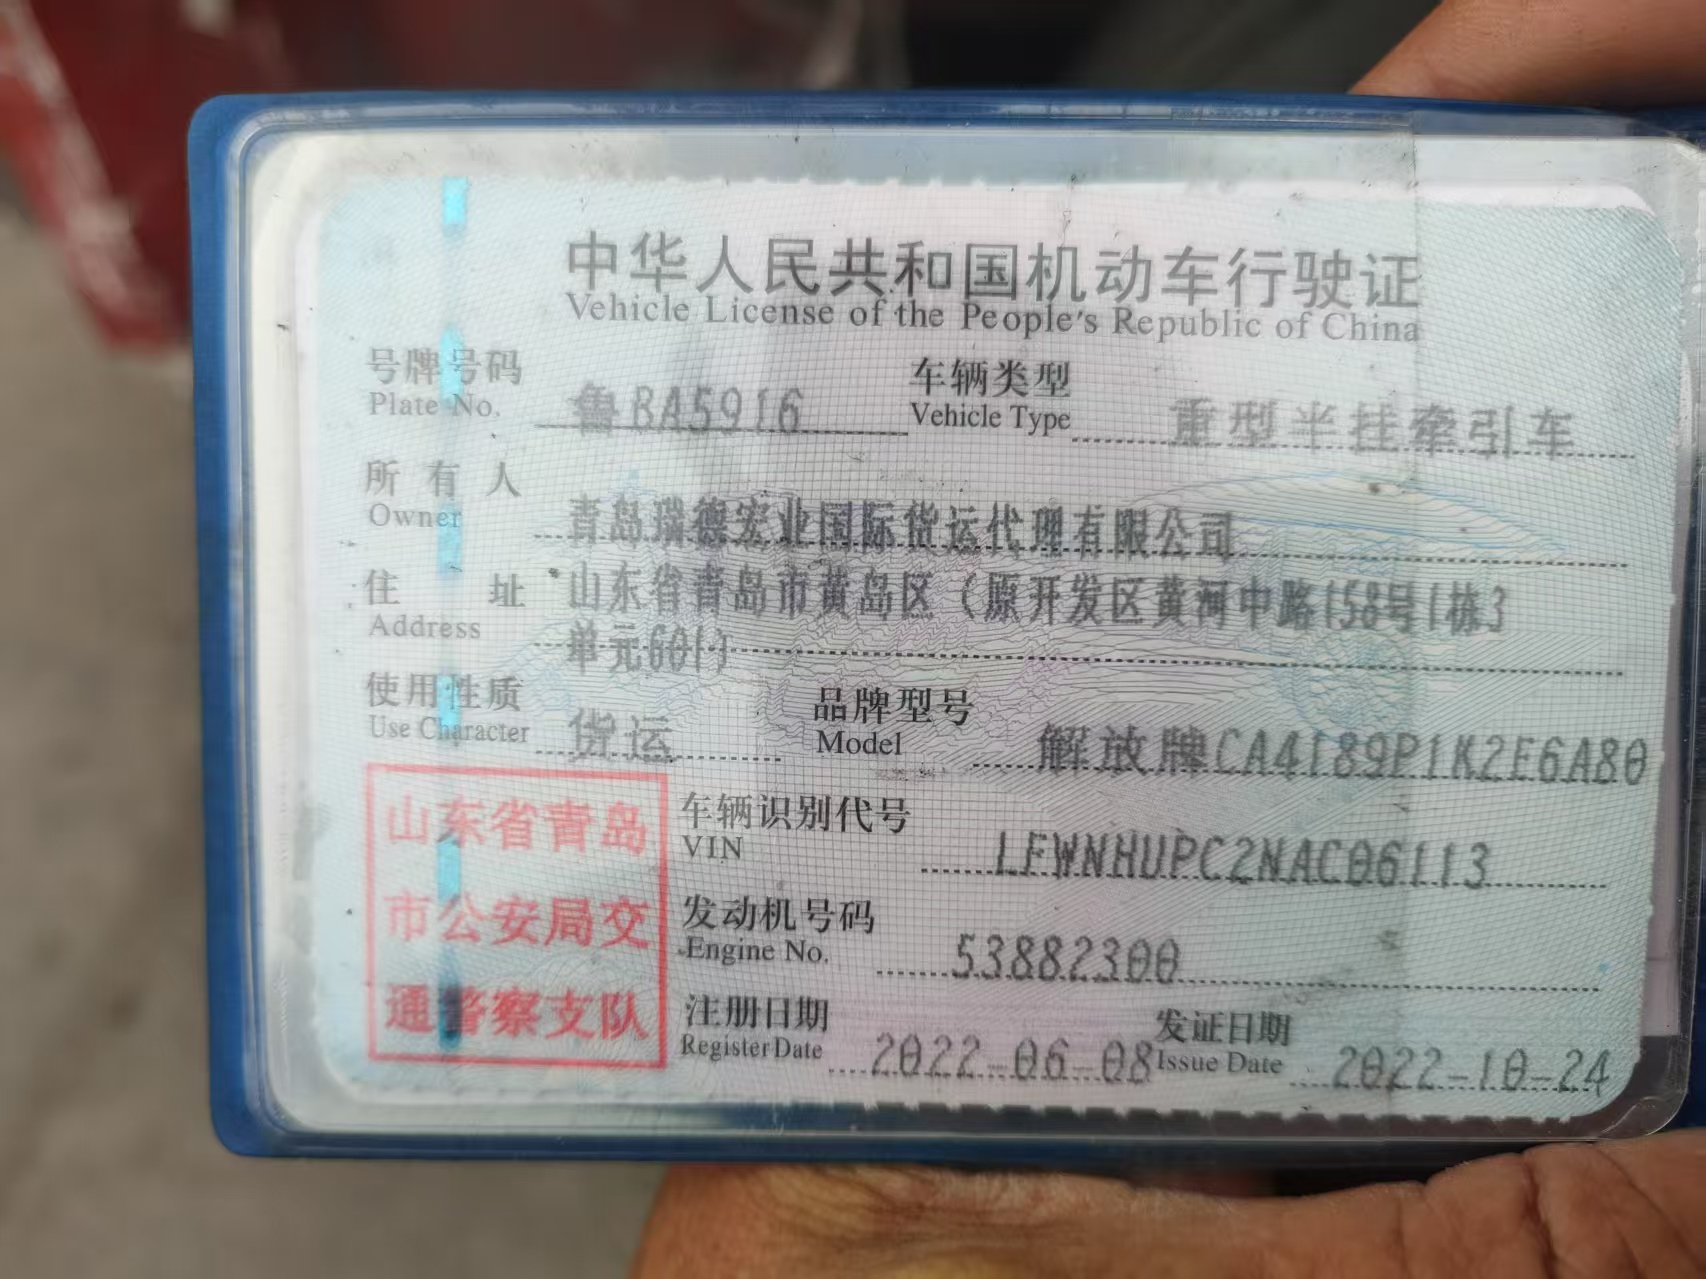 中华人民共和国机动车行驶证
Vehicle License of the People's Republic of China
号牌号码 鲁BA5916 车辆类型 重型半挂牵引车
Plate No. Vehicle Type
所有人 青岛瑞德宏业国际货运代理有限公司
Owner
住址 山东省青岛市黄岛区（原开发区黄河中路158号1栋3
Address 单元601）
使用性质 货运 品牌型号 解放牌CA4189P1K2E6A80
Use Character Model
山东省青岛
市公安局交
通警察支队
车辆识别代号 LFWNHUPC2NAC06113
VIN
发动机号码 53882300
Engine No.
注册日期 2022-06-08 发证日期 2022-10-24
Register Date Issue Date